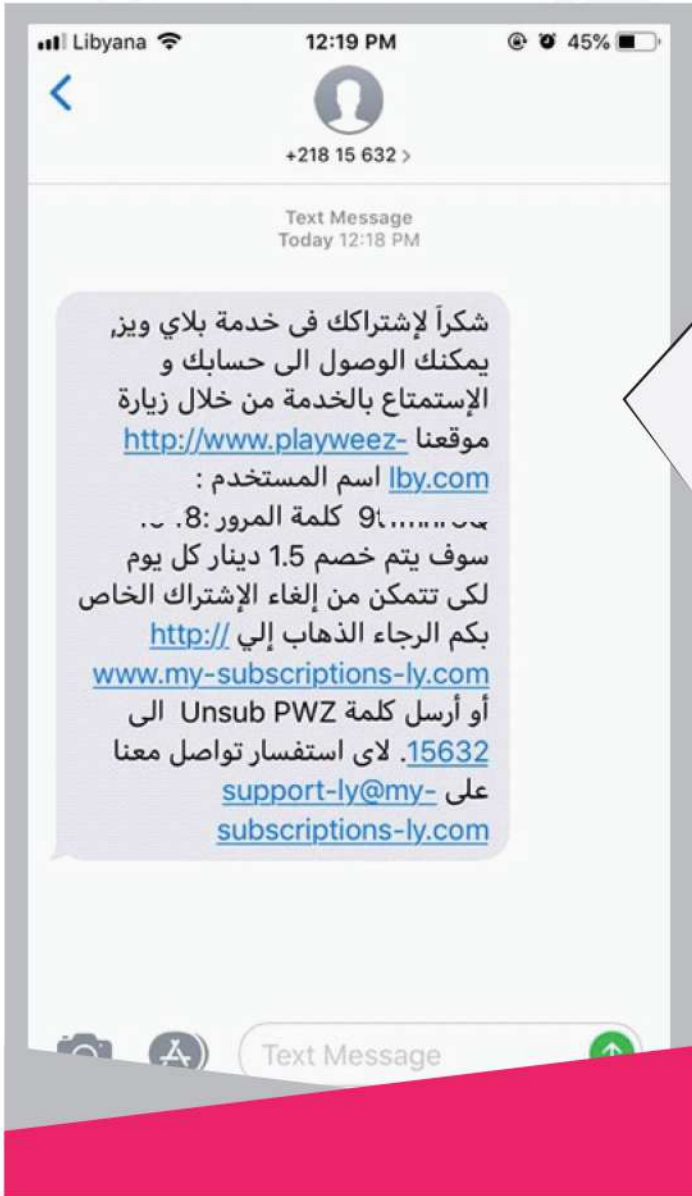 Libyana 12:19 PM 45%
+218 15 632 >
Text Message
Today 12:18 PM
شكراً لإشتراكك فى خدمة بلاي ويز,
يمكنك الوصول الى حسابك و
الإستمتاع بالخدمة من خلال زيارة
موقعنا http://www.playweez-
lby.com اسم المستخدم :
كلمة المرور :8.
سوف يتم خصم 1.5 دينار كل يوم
لكى تتمكن من إلغاء الإشتراك الخاص
بكم الرجاء الذهاب إلي http://
www.my-subscriptions-ly.com
أو أرسل كلمة Unsub PWZ الى
15632. لاى استفسار تواصل معنا
على support-ly@my-
subscriptions-ly.com
Text Message